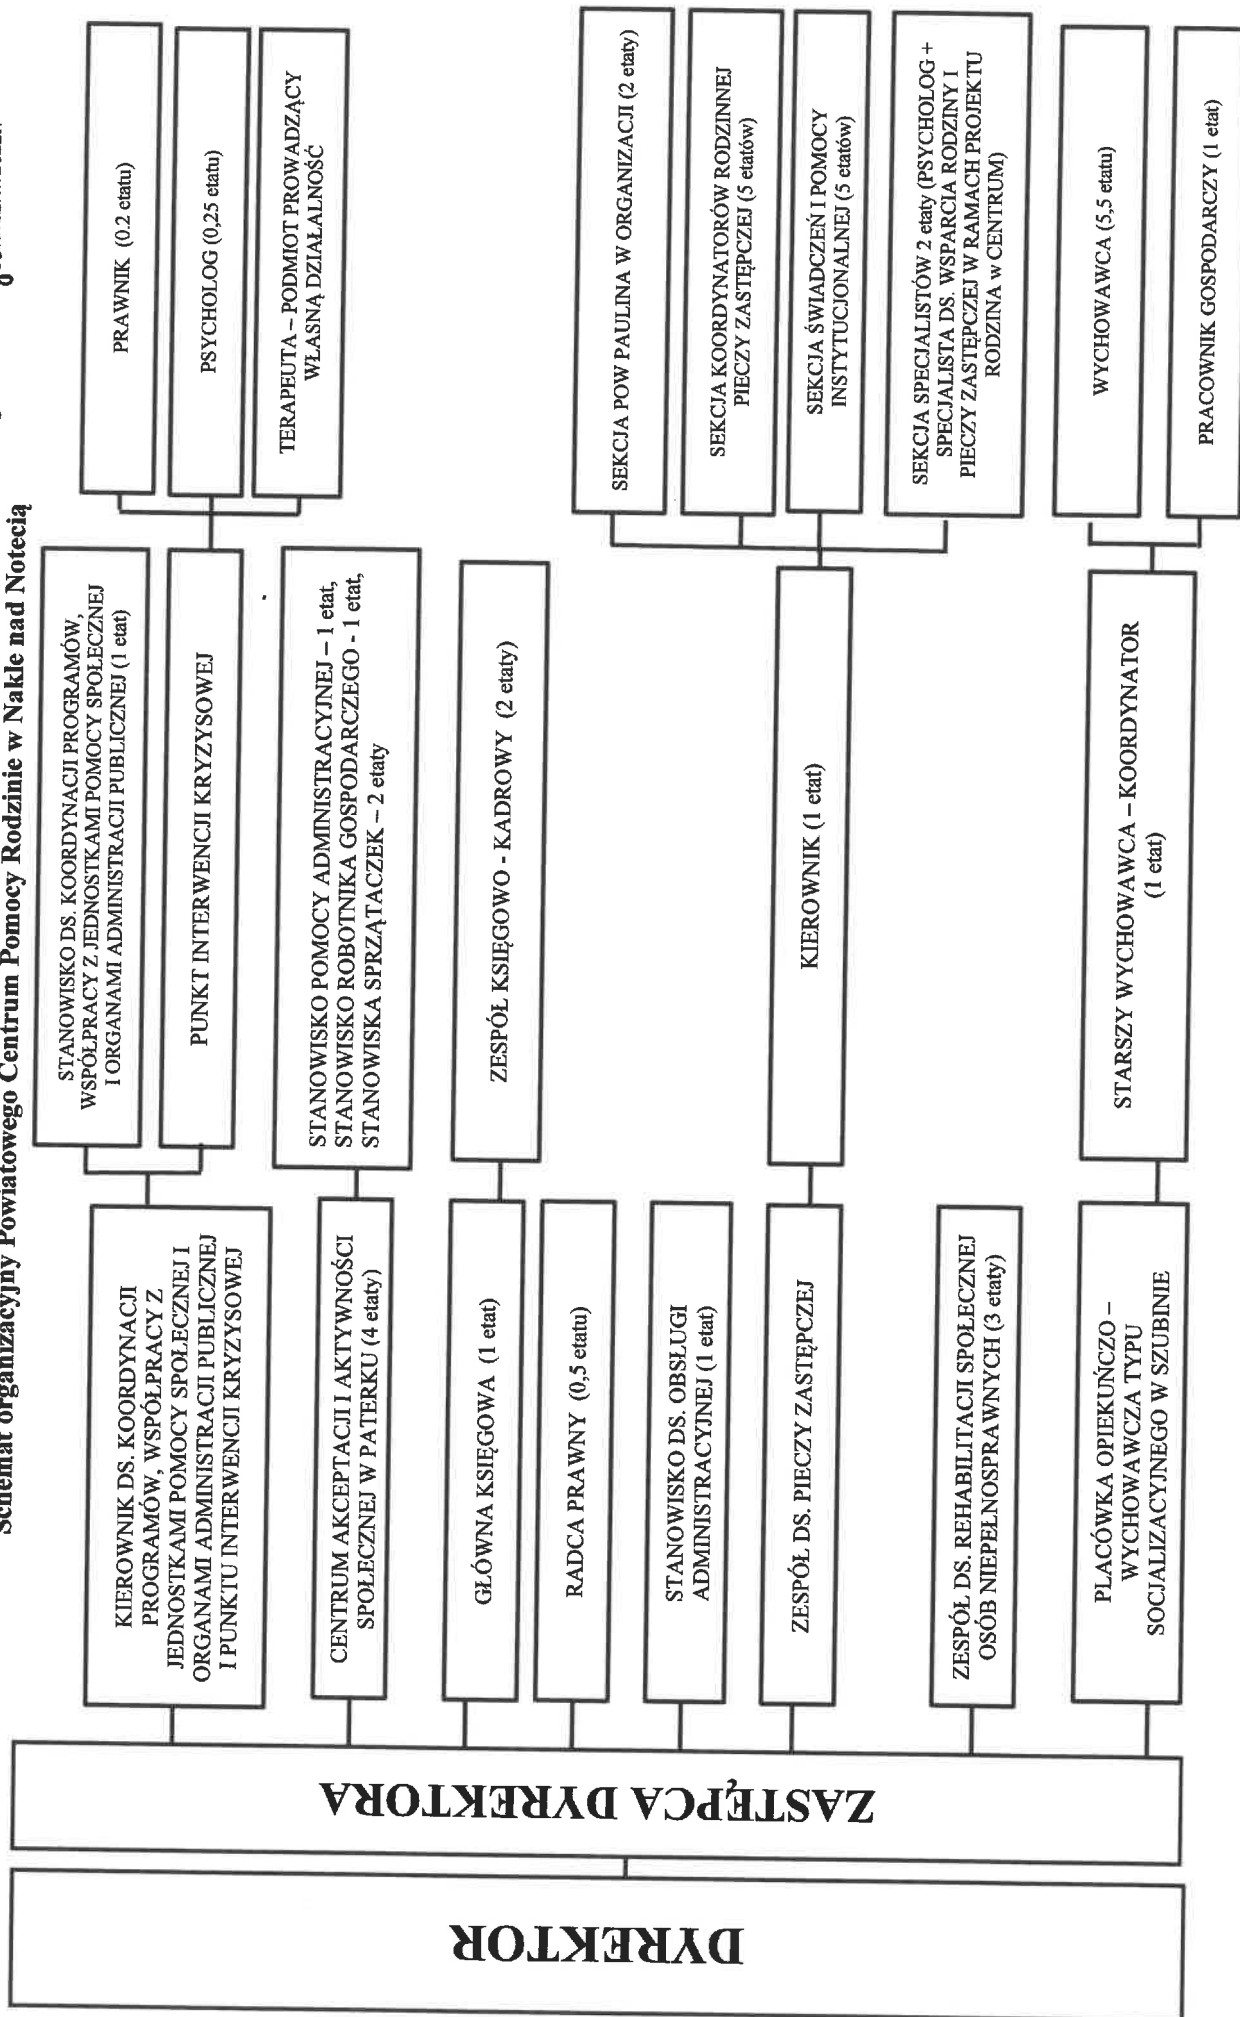 Schemat organizacyjny Powiatowego Centrum Pomocy Rodzinie w Nakle nad Notecią
DYREKTOR
ZASTĘPCA DYREKTORA
KIEROWNIK DS. KOORDYNACJI
PROGRAMÓW, WSPÓŁPRACY Z
JEDNOSTKAMI POMOCY SPOŁECZNEJ I
ORGANAMI ADMINISTRACJI PUBLICZNEJ
I PUNKTU INTERWENCJI KRYZYSOWEJ
STANOWISKO DS. KOORDYNACJI PROGRAMÓW,
WSPÓŁPRACY Z JEDNOSTKAMI POMOCY SPOŁECZNEJ
I ORGANAMI ADMINISTRACJI PUBLICZNEJ (1 etat)
PUNKT INTERWENCJI KRYZYSOWEJ
PRAWNIK (0.2 etatu)
PSYCHOLOG (0,25 etatu)
TERAPEUTA – PODMIOT PROWADZĄCY
WŁASNĄ DZIAŁALNOŚĆ
CENTRUM AKCEPTACJI I AKTYWNOŚCI
SPOŁECZNEJ W PATERKU (4 etaty)
STANOWISKO POMOCY ADMINISTRACYJNEJ – 1 etat,
STANOWISKO ROBOTNIKA GOSPODARCZEGO - 1 etat,
STANOWISKA SPRZĄTACZEK – 2 etaty
GŁÓWNA KSIĘGOWA (1 etat)
ZESPÓŁ KSIĘGOWO - KADROWY (2 etaty)
RADCA PRAWNY (0,5 etatu)
STANOWISKO DS. OBSŁUGI
ADMINISTRACYJNEJ (1 etat)
ZESPÓŁ DS. PIECZY ZASTĘPCZEJ
KIEROWNIK (1 etat)
SEKCJA POW PAULINA W ORGANIZACJI (2 etaty)
SEKCJA KOORDYNATORÓW RODZINNEJ
PIECZY ZASTĘPCZEJ (5 etatów)
SEKCJA ŚWIADCZEŃ I POMOCY
INSTYTUCJONALNEJ (5 etatów)
SEKCJA SPECJALISTÓW 2 etaty (PSYCHOLOG +
SPECJALISTA DS. WSPARCIA RODZINY I
PIECZY ZASTĘPCZEJ W RAMACH PROJEKTU
RODZINA w CENTRUM)
ZESPÓŁ DS. REHABILITACJI SPOŁECZNEJ
OSÓB NIEPEŁNOSPRAWNYCH (3 etaty)
PLACÓWKA OPIEKUŃCZO –
WYCHOWAWCZA TYPU
SOCJALIZACYJNEGO W SZUBINIE
STARSZY WYCHOWAWCA – KOORDYNATOR
(1 etat)
WYCHOWAWCA (5,5 etatu)
PRACOWNIK GOSPODARCZY (1 etat)